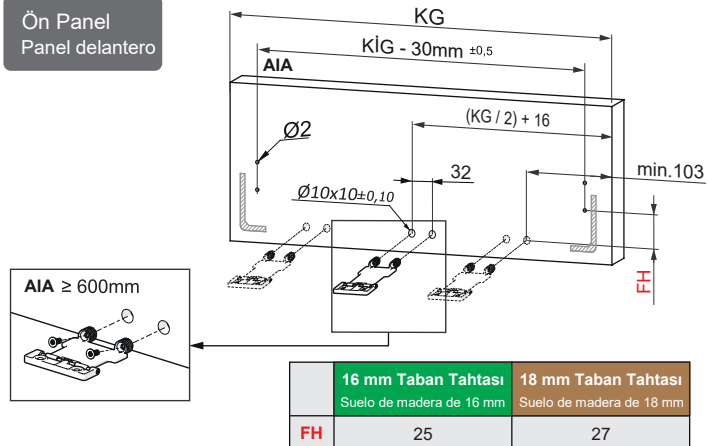 Ön Panel
Panel delantero
KG
KİG - 30mm ±0,5
AIA
(KG / 2) + 16
Ø2
32
min.103
Ø10x10±0,10
FH
AIA ≥ 600mm
16 mm Taban Tahtası
Suelo de madera de 16 mm
18 mm Taban Tahtası
Suelo de madera de 18 mm
FH
25
27